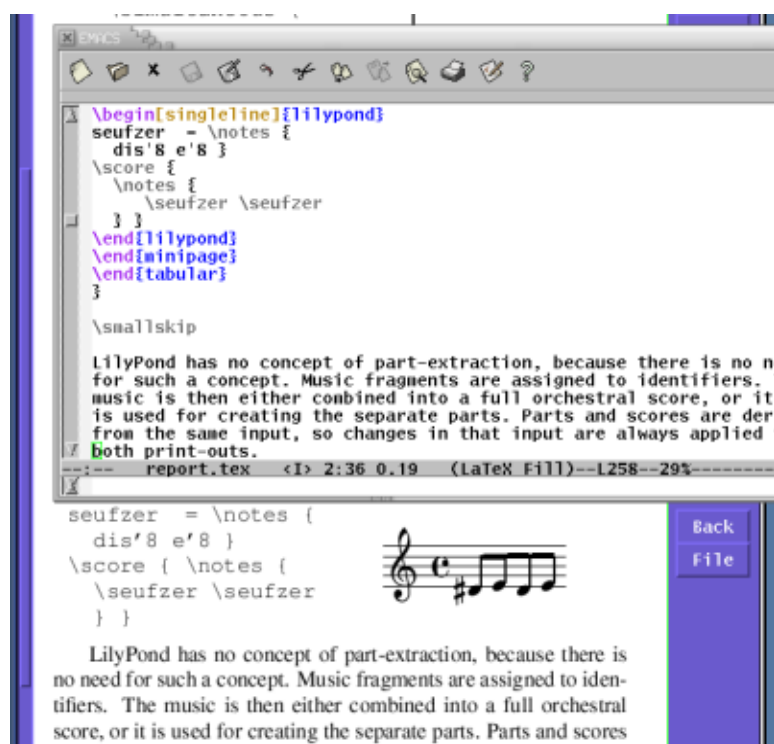 EMACS
\begin[singleline]{lilypond}
seufzer = \notes {
dis'8 e'8 }
\score {
\notes {
\seufzer \seufzer
} }
\end{lilypond}
\end{minipage}
\end{tabular}
}
\smallskip
LilyPond has no concept of part-extraction, because there is no n
for such a concept. Music fragments are assigned to identifiers.
music is then either combined into a full orchestral score, or it
is used for creating the separate parts. Parts and scores are der
from the same input, so changes in that input are always applied
both print-outs.
--:-- report.tex <I> 2:36 0.19 (LaTeX Fill)--L258--29%--------
seufzer = \notes {
dis'8 e'8 }
\score { \notes {
\seufzer \seufzer
} }
Back
File
LilyPond has no concept of part-extraction, because there is
no need for such a concept. Music fragments are assigned to iden-
tifiers. The music is then either combined into a full orchestral
score, or it is used for creating the separate parts. Parts and scores